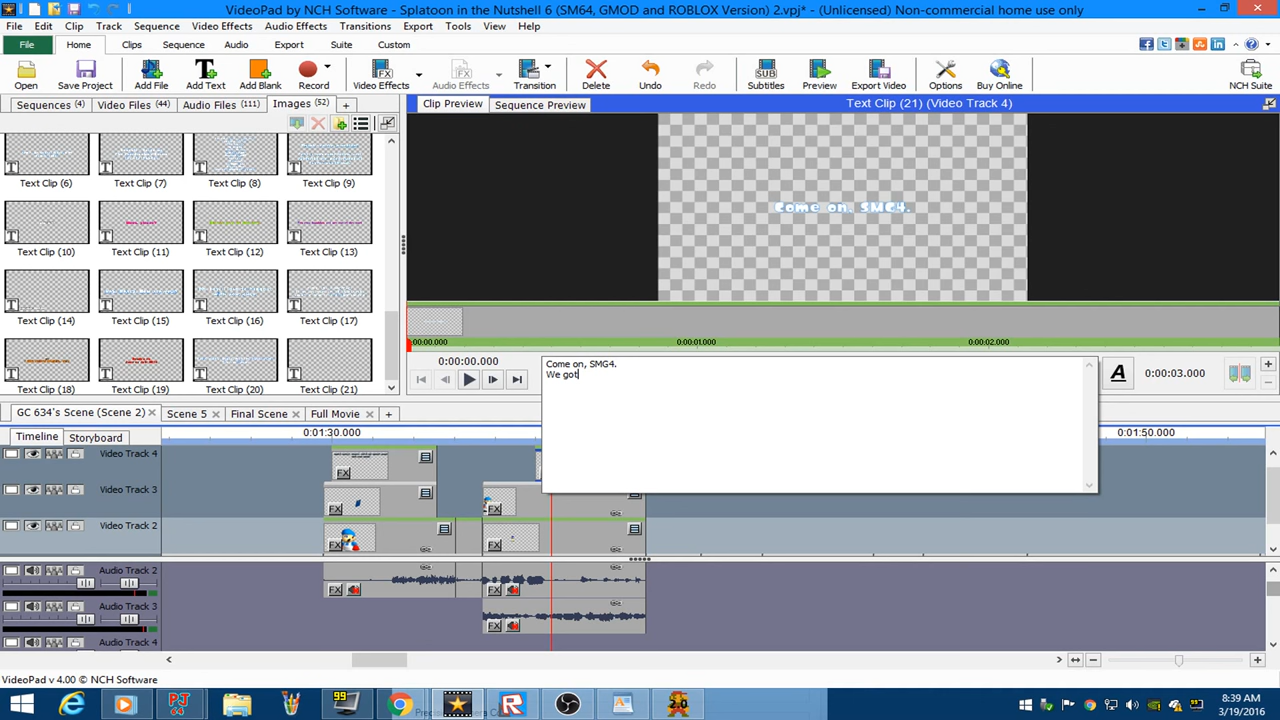 VideoPad by NCH Software - Splatoon in the Nutshell 6 (SM64, GMOD and ROBLOX Version) 2.vpj* - (Unlicensed) Non-commercial home use only
File Edit Clip Track Sequence Video Effects Audio Effects Transitions Export Tools View Help
File Home Clips Sequence Audio Export Suite Custom
Open Save Project Add File Add Text Add Blank Record Video Effects Audio Effects Transition Delete Undo Redo Subtitles Preview Export Video Options Buy Online NCH Suite
Sequences (4) Video Files (44) Audio Files (111) Images (52) +
Clip Preview Sequence Preview Text Clip (21) (Video Track 4)
Text Clip (6) Text Clip (7) Text Clip (8) Text Clip (9)
Come on, SMG4.
Text Clip (10) Text Clip (11) Text Clip (12) Text Clip (13)
Text Clip (14) Text Clip (15) Text Clip (16) Text Clip (17)
Text Clip (18) Text Clip (19) Text Clip (20) Text Clip (21)
0:00:00.000 0:00:01.000 0:00:02.000
0:00:00.000 0:00:03.000
Come on, SMG4.
We got
GC 634's Scene (Scene 2) Scene 5 Final Scene Full Movie +
Timeline Storyboard 0:01:30.000 0:01:50.000
Video Track 4
FX
Video Track 3
FX FX
Video Track 2
FX FX
Audio Track 2
FX FX
Audio Track 3
FX
Audio Track 4
VideoPad v 4.00 © NCH Software
8:39 AM
3/19/2016